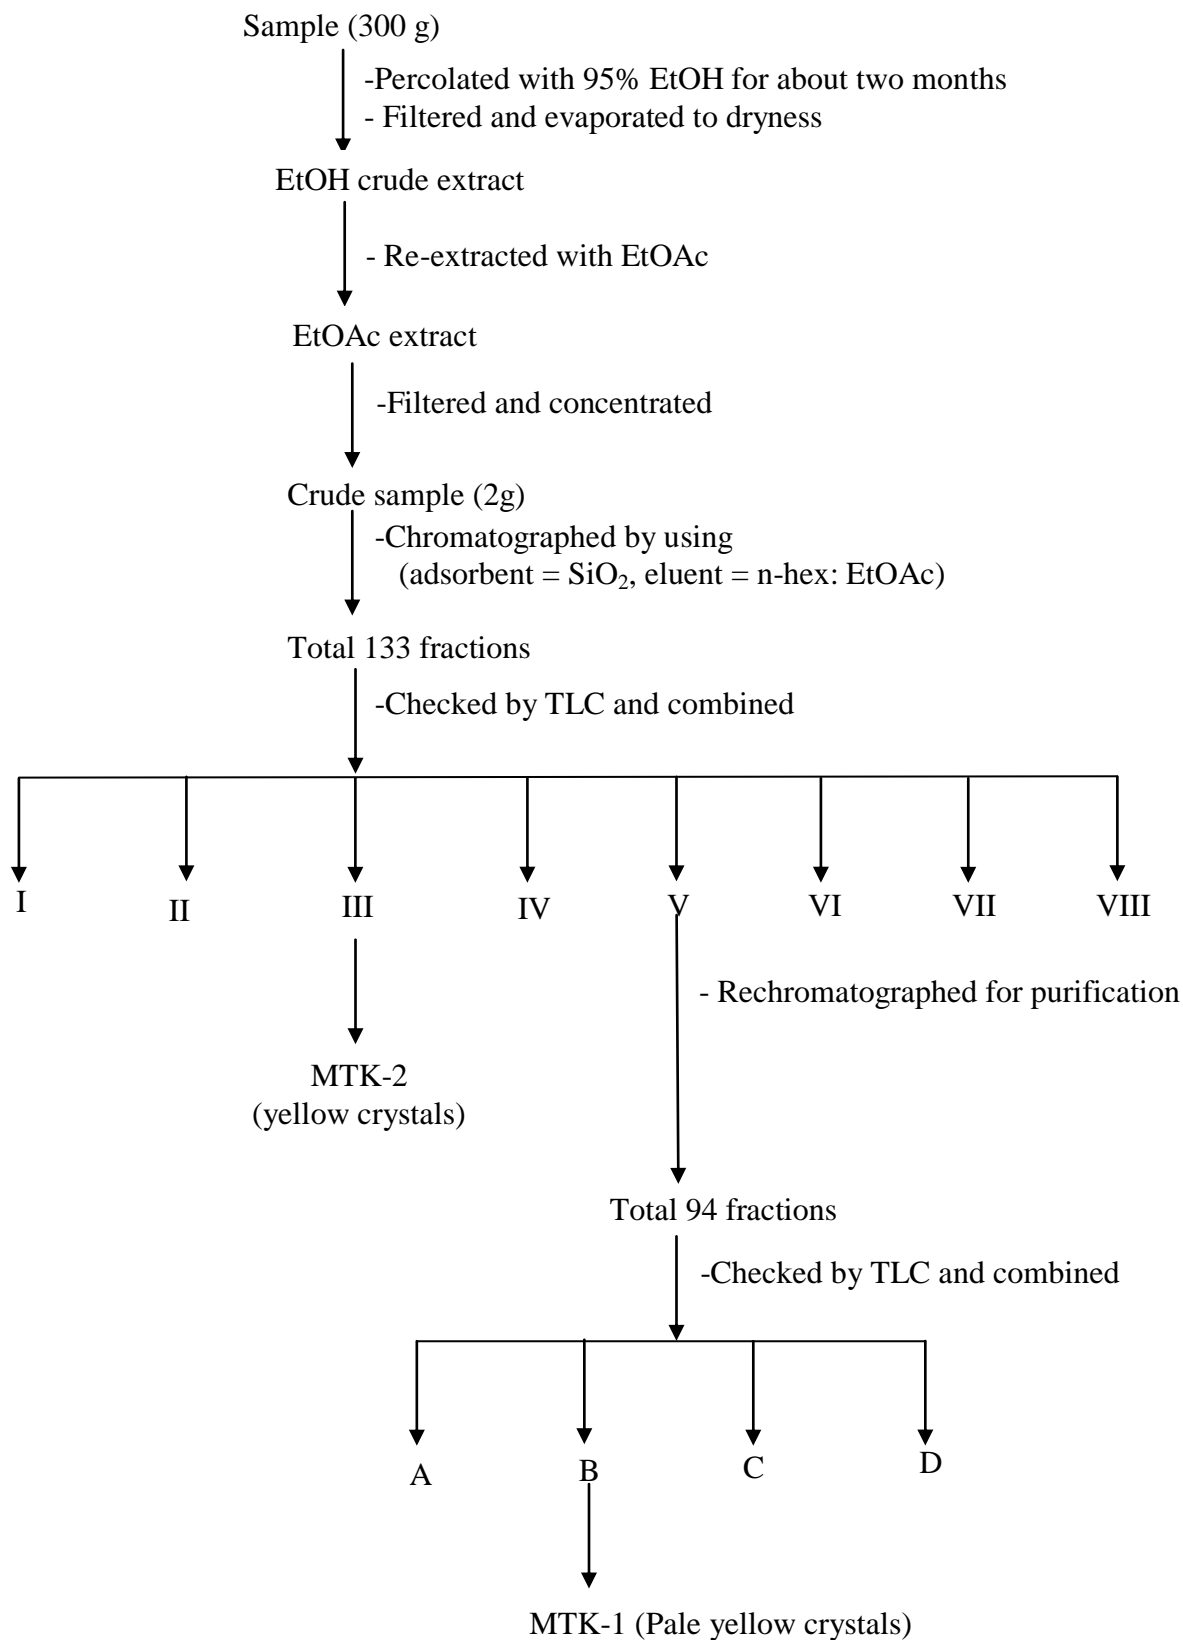 Sample (300 g)
-Percolated with 95% EtOH for about two months
- Filtered and evaporated to dryness
EtOH crude extract
- Re-extracted with EtOAc
EtOAc extract
-Filtered and concentrated
Crude sample (2g)
-Chromatographed by using
(adsorbent = SiO₂, eluent = n-hex: EtOAc)
Total 133 fractions
-Checked by TLC and combined
I II III IV V VI VII VIII
- Rechromatographed for purification
MTK-2
(yellow crystals)
Total 94 fractions
-Checked by TLC and combined
A B C D
MTK-1 (Pale yellow crystals)